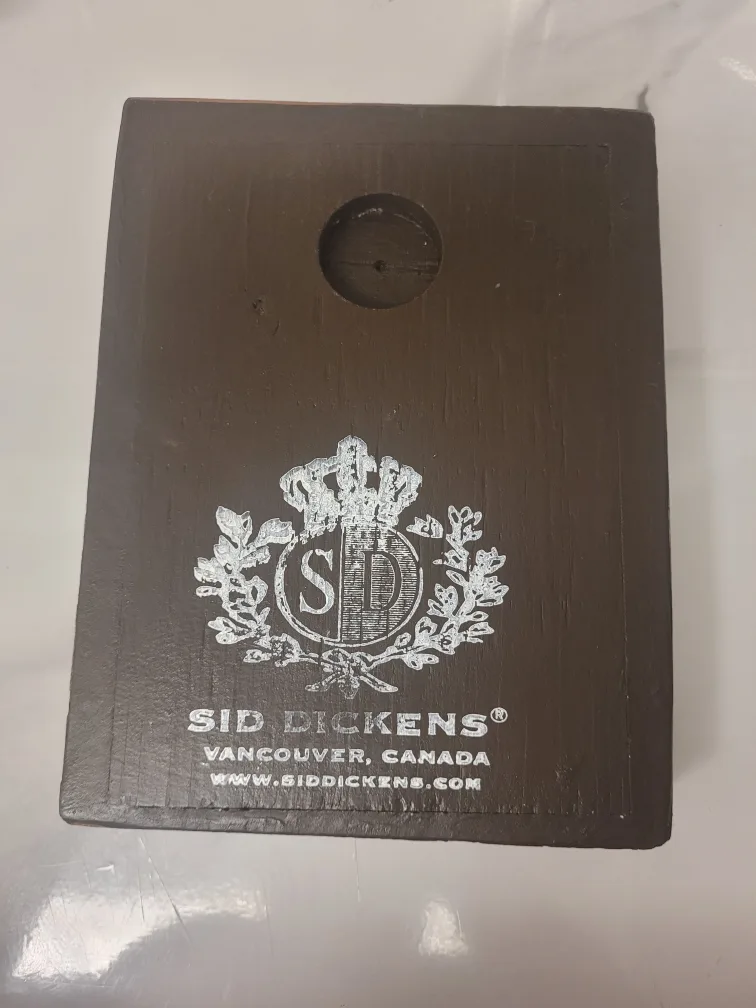 SD
SID DICKENS®
VANCOUVER, CANADA
WWW.SIDDICKENS.COM